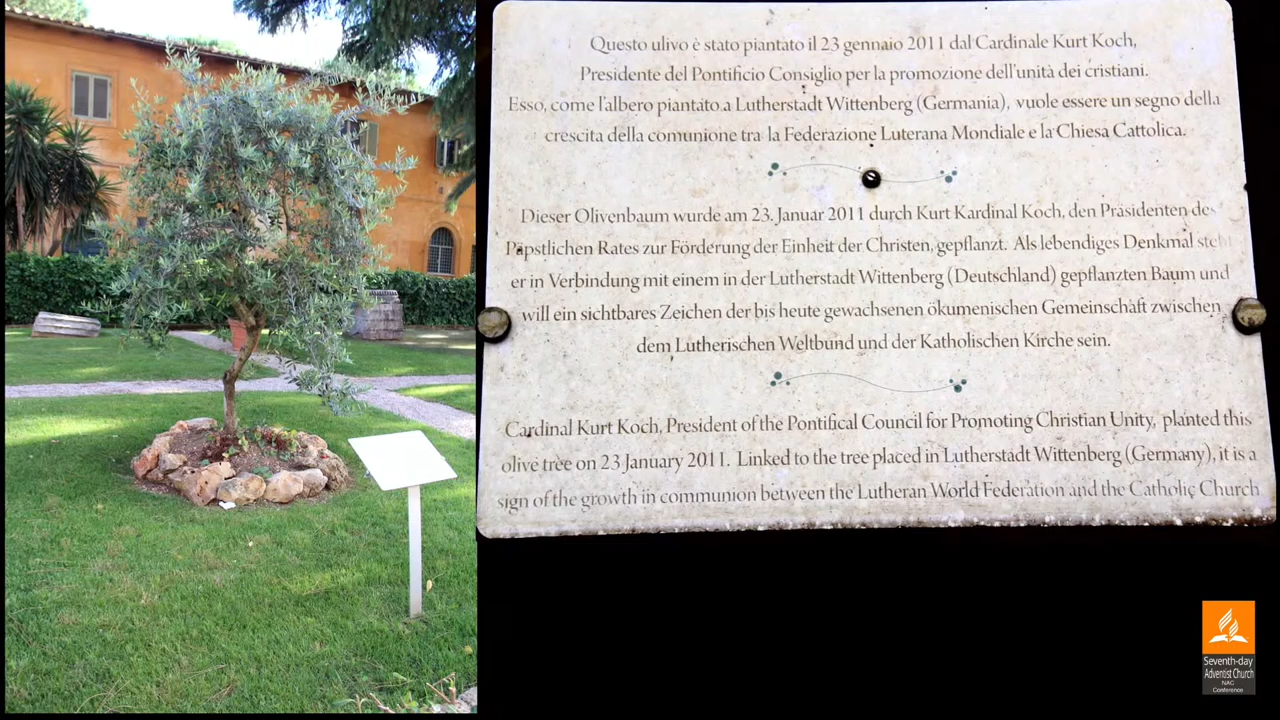 Questo ulivo è stato piantato il 23 gennaio 2011 dal Cardinale Kurt Koch,
Presidente del Pontificio Consiglio per la promozione dell'unità dei cristiani.
Esso, come l'albero piantato a Lutherstadt Wittenberg (Germania), vuole essere un segno della
crescita della comunione tra la Federazione Luterana Mondiale e la Chiesa Cattolica.
Dieser Olivenbaum wurde am 23. Januar 2011 durch Kurt Kardinal Koch, den Präsidenten des
Päpstlichen Rates zur Förderung der Einheit der Christen, gepflanzt. Als lebendiges Denkmal steht
er in Verbindung mit einem in der Lutherstadt Wittenberg (Deutschland) gepflanzten Baum und
will ein sichtbares Zeichen der bis heute gewachsenen ökumenischen Gemeinschaft zwischen
dem Lutherischen Weltbund und der Katholischen Kirche sein.
Cardinal Kurt Koch, President of the Pontifical Council for Promoting Christian Unity, planted this
olive tree on 23 January 2011. Linked to the tree placed in Lutherstadt Wittenberg (Germany), it is a
sign of the growth in communion between the Lutheran World Federation and the Catholic Church
Seventh-day
Adventist Church
NAC
Conference